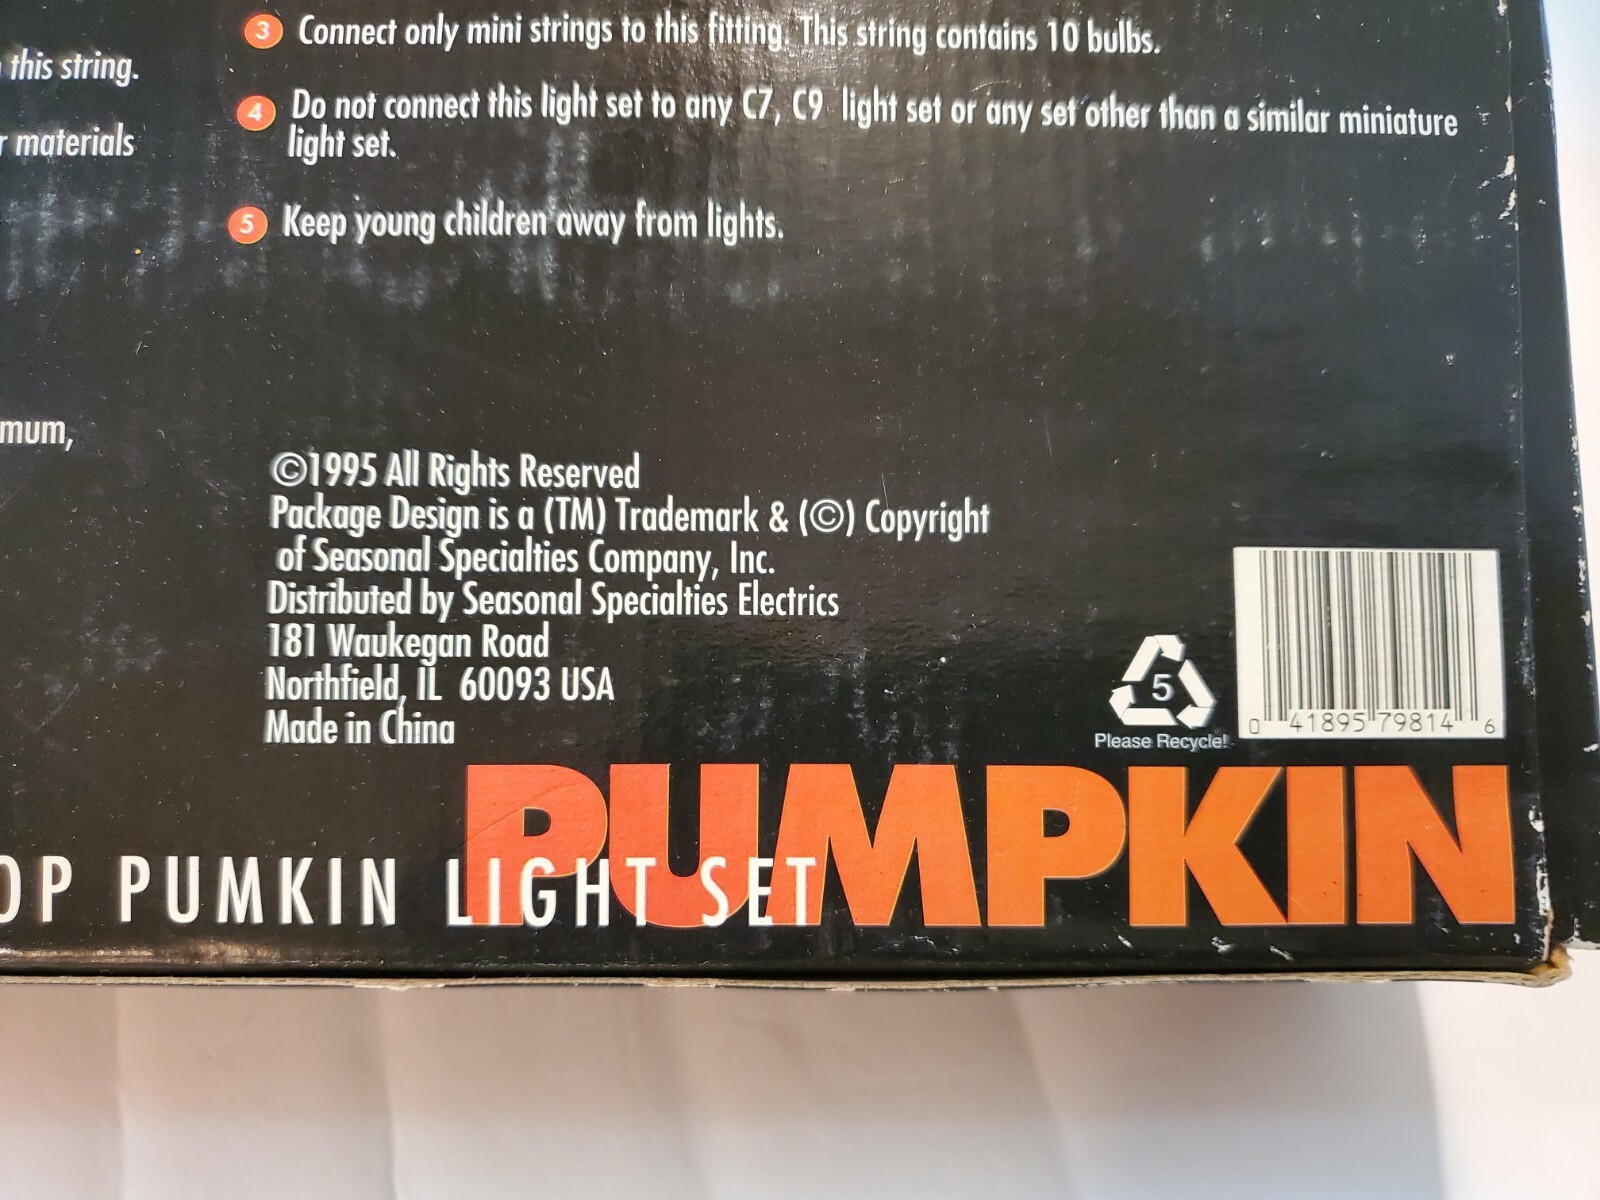 this string.
materials
mum,
3 Connect only mini strings to this fitting. This string contains 10 bulbs.
4 Do not connect this light set to any C7, C9 light set or any set other than a similar miniature
light set.
5 Keep young children away from lights.
©1995 All Rights Reserved
Package Design is a (TM) Trademark & (©) Copyright
of Seasonal Specialties Company, Inc.
Distributed by Seasonal Specialties Electrics
181 Waukegan Road
Northfield, IL 60093 USA
Made in China
5
Please Recycle!
0 41895 79814 6
PUMPKIN
OP PUMKIN LIGHT SET